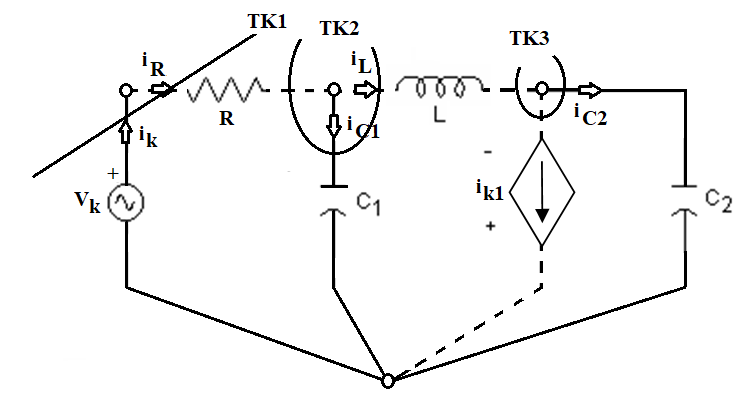 TK1
TK2
TK3
iR
iL
R
L
ik
iC1
iC2
+
Vk
C1
-
ik1
+
C2